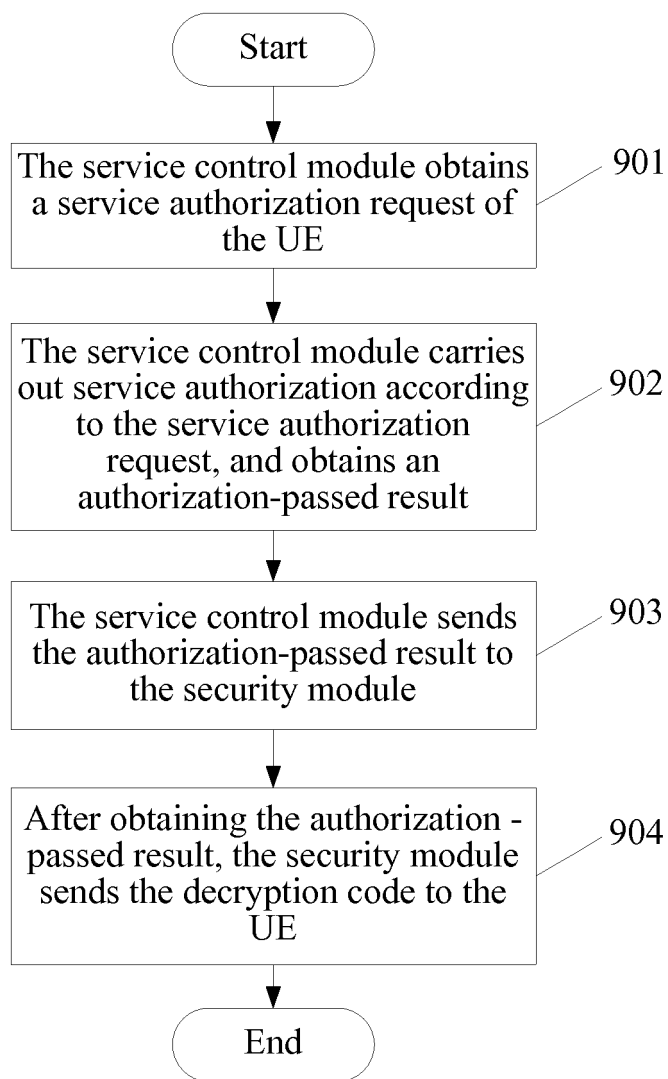 Start
The service control module obtains
a service authorization request of
the UE
901
The service control module carries
out service authorization according
to the service authorization
request, and obtains an
authorization-passed result
902
The service control module sends
the authorization-passed result to
the security module
903
After obtaining the authorization -
passed result, the security module
sends the decryption code to the
UE
904
End